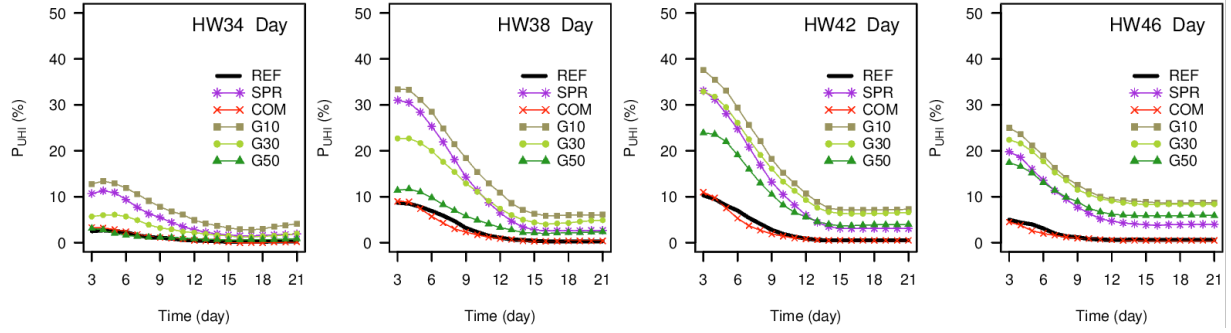 HW34 Day
50
40
30
20
10
0
P_UHI (%)
REF
SPR
COM
G10
G30
G50
3 6 9 12 15 18 21
Time (day)
HW38 Day
50
40
30
20
10
0
P_UHI (%)
REF
SPR
COM
G10
G30
G50
3 6 9 12 15 18 21
Time (day)
HW42 Day
50
40
30
20
10
0
P_UHI (%)
REF
SPR
COM
G10
G30
G50
3 6 9 12 15 18 21
Time (day)
HW46 Day
50
40
30
20
10
0
P_UHI (%)
REF
SPR
COM
G10
G30
G50
3 6 9 12 15 18 21
Time (day)